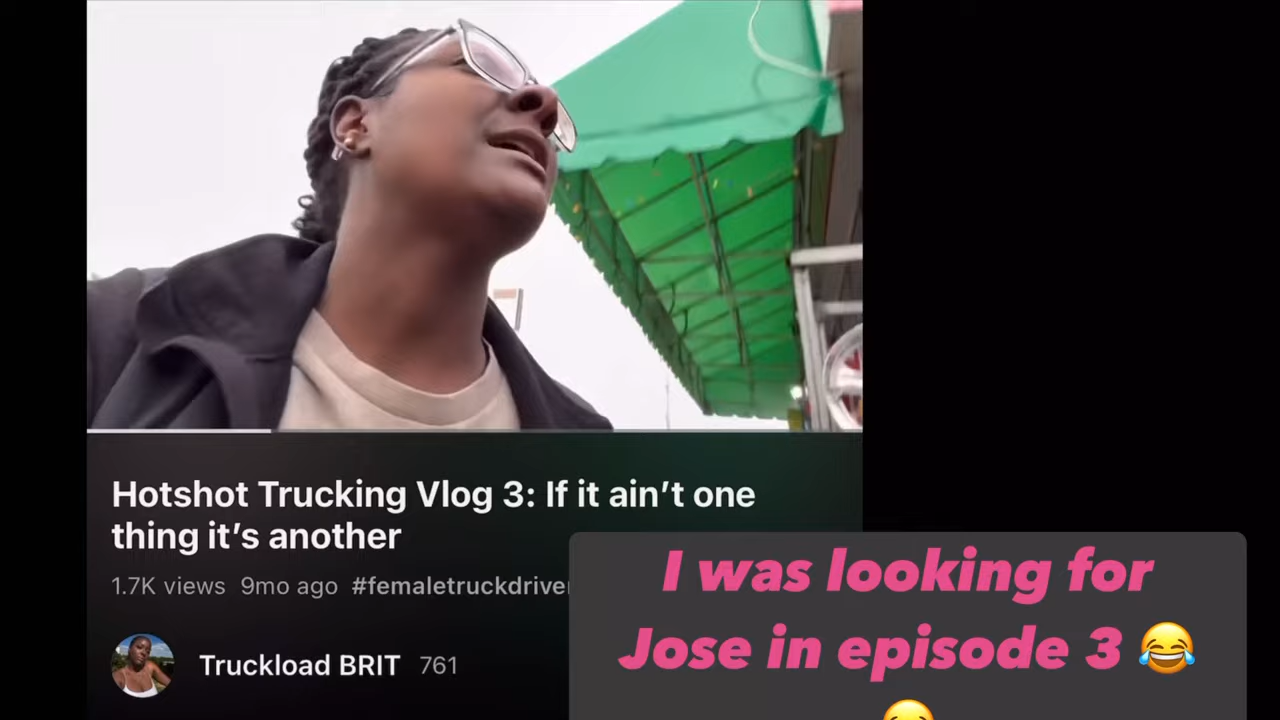 Hotshot Trucking Vlog 3: If it ain’t one
thing it’s another
1.7K views 9mo ago #femaletruckdriver
Truckload BRIT 761
I was looking for
Jose in episode 3 😂
😂